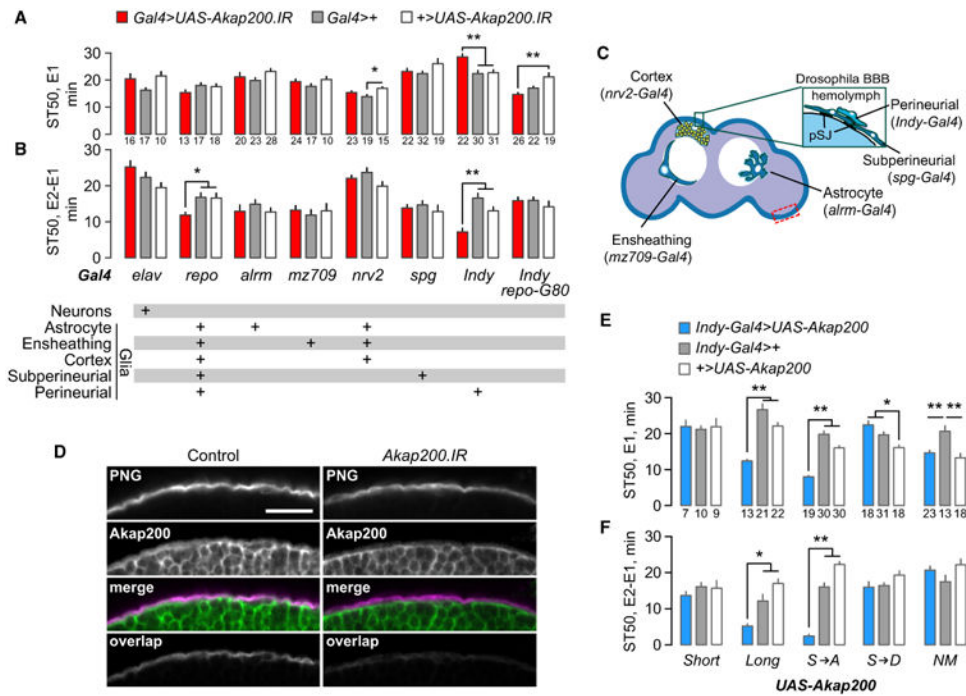 A
Gal4>UAS-Akap200.IR
Gal4>+
+>UAS-Akap200.IR
ST50, E1
min
30
20
10
0
*
**
**
16 17 10
23 19 18
20 23 28
24 17 10
23 19 15
22 32 19
22 30 31
26 22 19
B
ST50, E2-E1
min
30
20
10
0
*
**
Gal4 elav repo alrm mz709 nrv2 spg Indy Indy
repo-G80
Neurons +
Glia
Astrocyte + + +
Ensheathing + + +
Cortex + +
Subperineurial + +
Perineurial + +
C
Cortex
(nrv2-Gal4)
Drosophila BBB
hemolymph
pSJ
Perineurial
(Indy-Gal4)
Subperineurial
(spg-Gal4)
Astrocyte
(alrm-Gal4)
Ensheathing
(mz709-Gal4)
D
Control Akap200.IR
PNG PNG
Akap200 Akap200
merge merge
overlap overlap
E
Indy-Gal4>UAS-Akap200
Indy-Gal4>+
+>UAS-Akap200
ST50, E1, min
30
20
10
0
**
**
*
** **
7 10 9
13 21 22
19 30 30
18 31 18
23 13 18
F
ST50, E2-E1, min
30
20
10
0
*
**
Short Long S→A S→D NM
UAS-Akap200